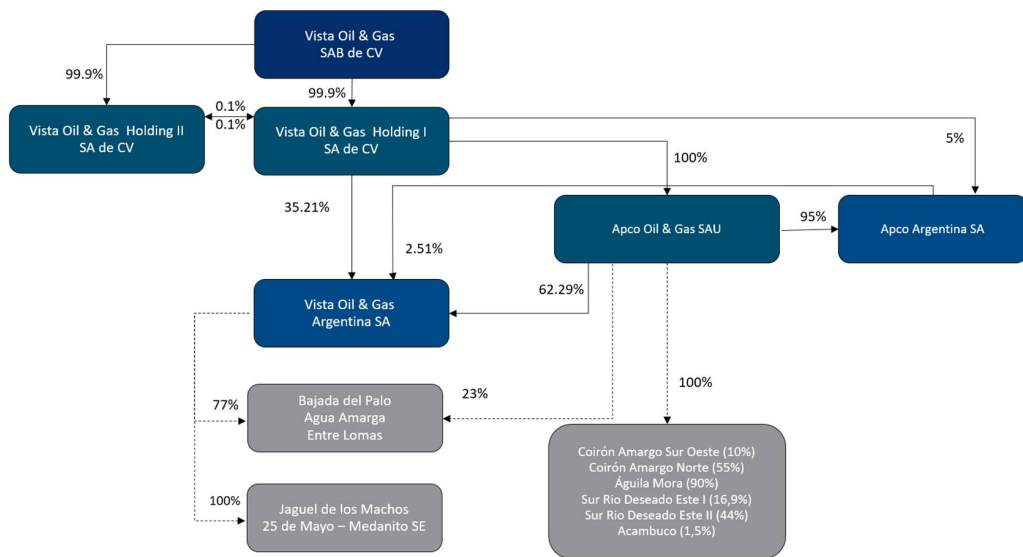 Vista Oil & Gas
SAB de CV
99.9%
99.9%
Vista Oil & Gas Holding II
SA de CV
0.1%
0.1%
Vista Oil & Gas Holding I
SA de CV
5%
100%
35.21%
2.51%
Apco Oil & Gas SAU
95%
Apco Argentina SA
62.29%
Vista Oil & Gas
Argentina SA
77%
Bajada del Palo
Agua Amarga
Entre Lomas
23%
100%
100%
Jaguel de los Machos
25 de Mayo – Medanito SE
Coirón Amargo Sur Oeste (10%)
Coirón Amargo Norte (55%)
Águila Mora (90%)
Sur Rio Deseado Este I (16,9%)
Sur Rio Deseado Este II (44%)
Acambuco (1,5%)